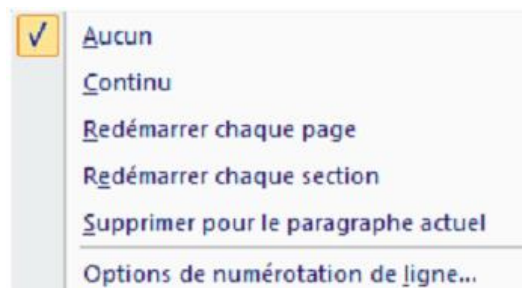 Aucun
Continu
Redémarrer chaque page
Redémarrer chaque section
Supprimer pour le paragraphe actuel
Options de numérotation de ligne...